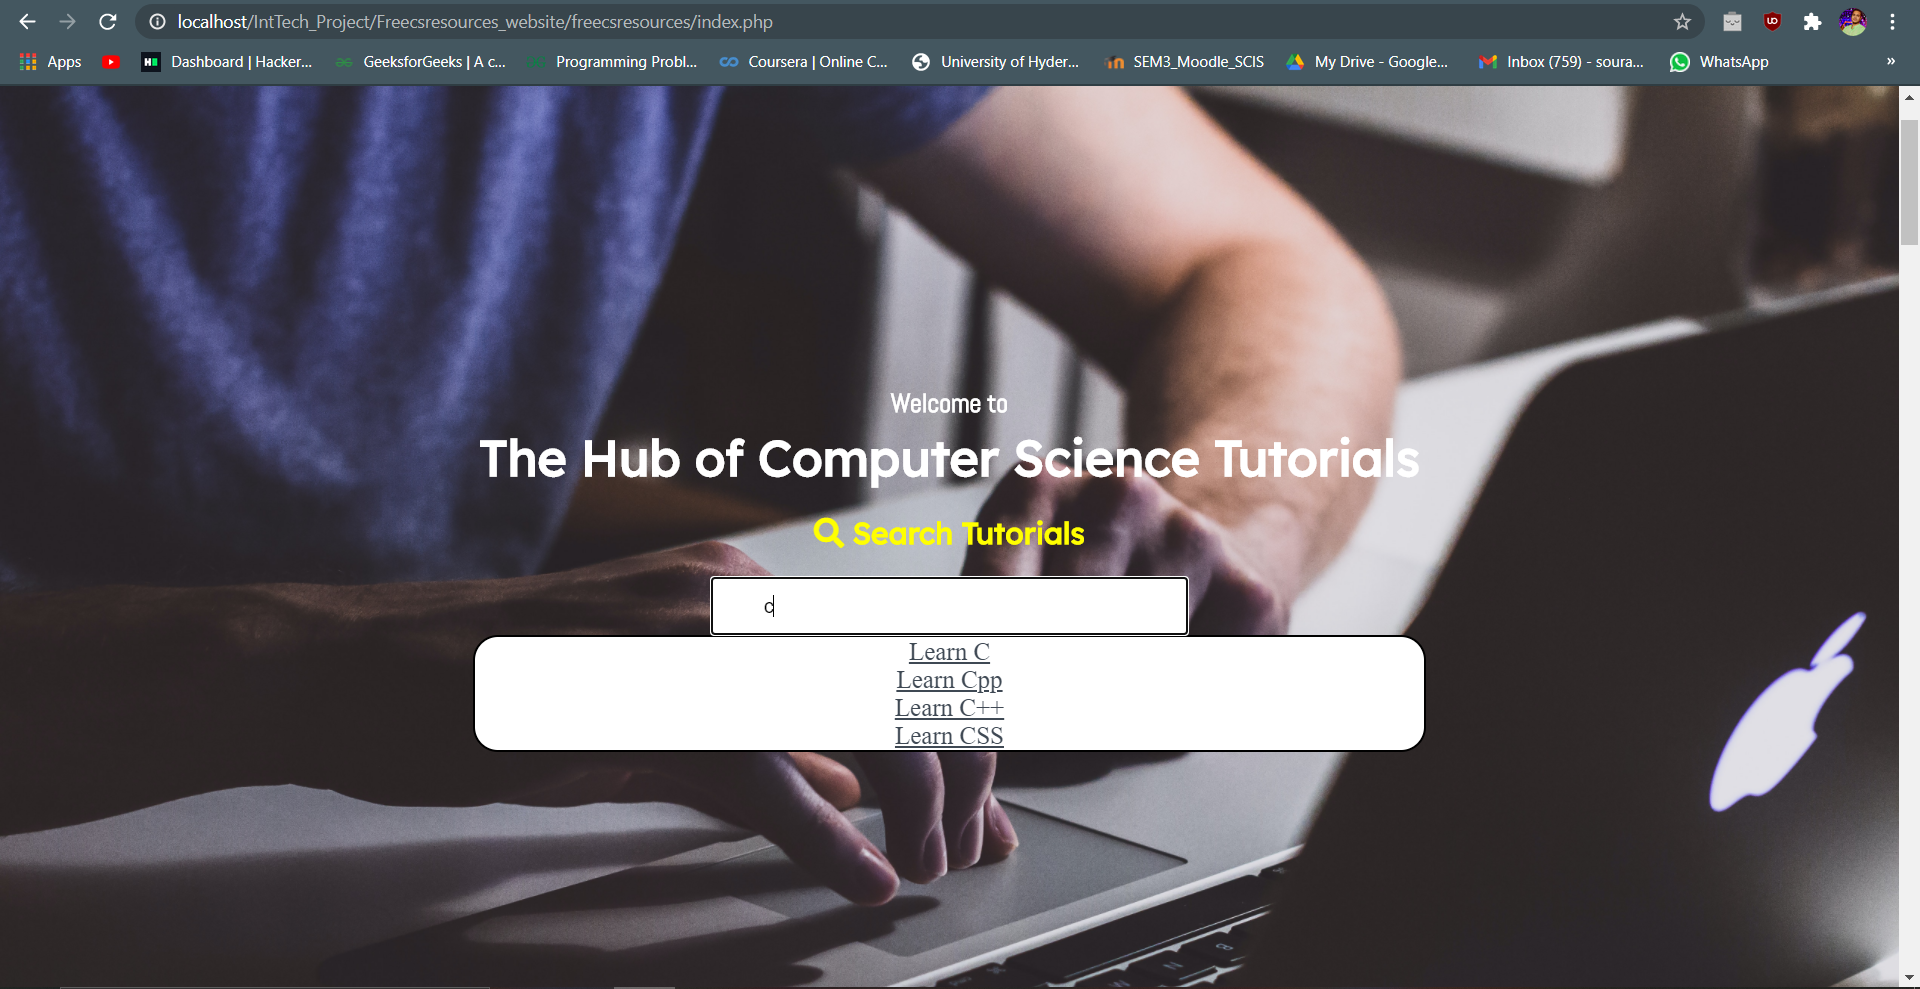 localhost/IntTech_Project/Freecsresources_website/freecsresources/index.php
Apps Dashboard | Hacker... GeeksforGeeks | A c... Programming Probl... Coursera | Online C... University of Hyder... SEM3_Moodle_SCIS My Drive - Google... Inbox (759) - soura... WhatsApp »
Welcome to
The Hub of Computer Science Tutorials
Search Tutorials
c
Learn C
Learn Cpp
Learn C++
Learn CSS